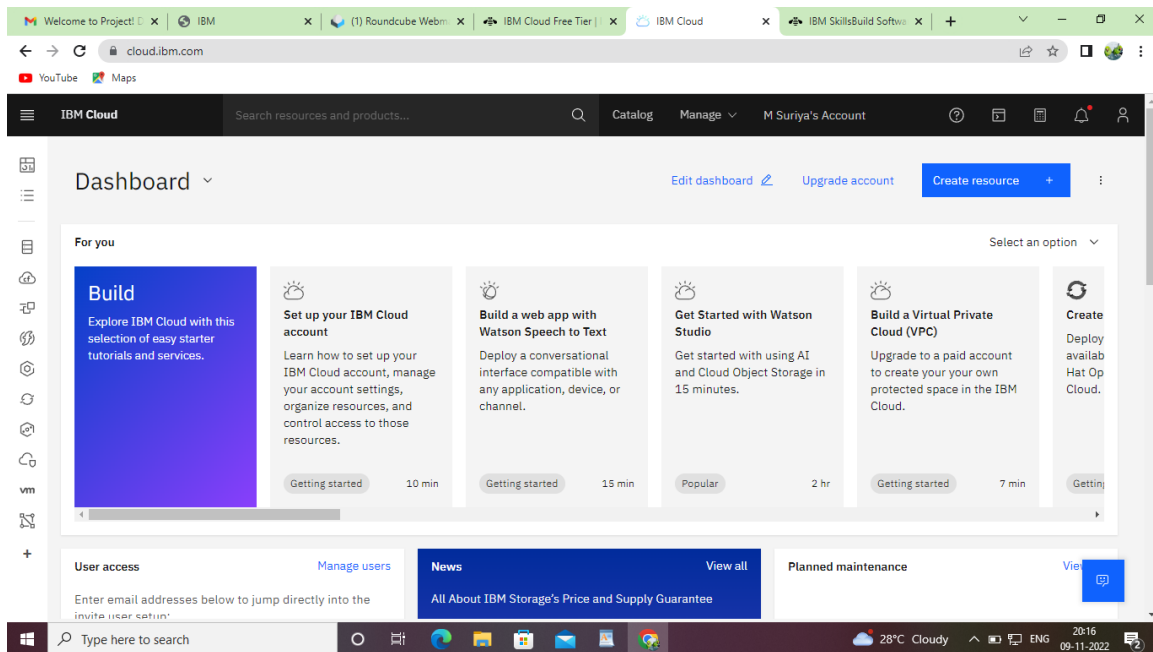 Welcome to Project! D
IBM
(1) Roundcube Webm
IBM Cloud Free Tier |
IBM Cloud
IBM SkillsBuild Softwa
cloud.ibm.com
YouTube
Maps
IBM Cloud
Search resources and products...
Catalog
Manage
M Suriya's Account
Dashboard
Edit dashboard
Upgrade account
Create resource +
For you
Select an option
Build
Explore IBM Cloud with this
selection of easy starter
tutorials and services.
Set up your IBM Cloud
account
Learn how to set up your
IBM Cloud account, manage
your account settings,
organize resources, and
control access to those
resources.
Getting started
10 min
Build a web app with
Watson Speech to Text
Deploy a conversational
interface compatible with
any application, device, or
channel.
Getting started
15 min
Get Started with Watson
Studio
Get started with using AI
and Cloud Object Storage in
15 minutes.
Popular
2 hr
Build a Virtual Private
Cloud (VPC)
Upgrade to a paid account
to create your your own
protected space in the IBM
Cloud.
Getting started
7 min
Create
Deploy
availab
Hat Op
Cloud.
Getting
vm
User access
Manage users
Enter email addresses below to jump directly into the
invite user setup:
News
View all
All About IBM Storage's Price and Supply Guarantee
Planned maintenance
Type here to search
28°C Cloudy
ENG
20:16
09-11-2022
2